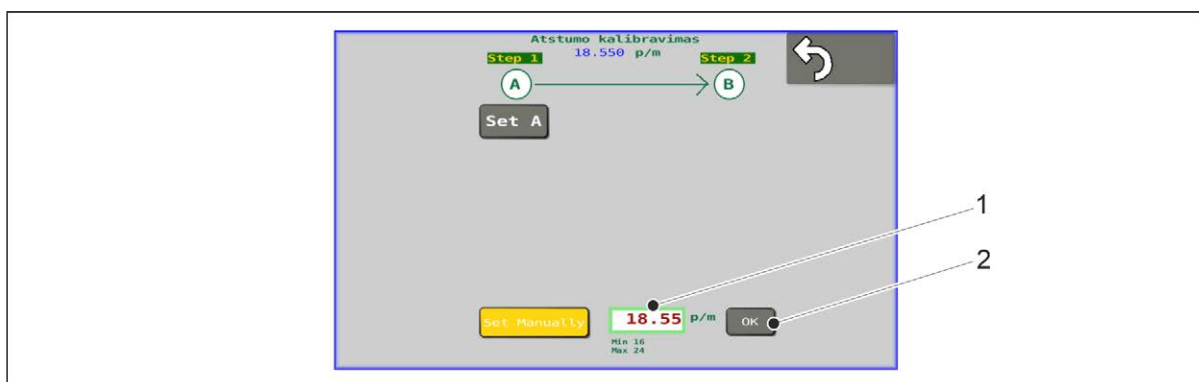 Atstumo kalibravimas
18.550 p/m
Step 1
Step 2
A
B
Set A
1
2
Set Manually
18.55 p/m
OK
Min 16
Max 24